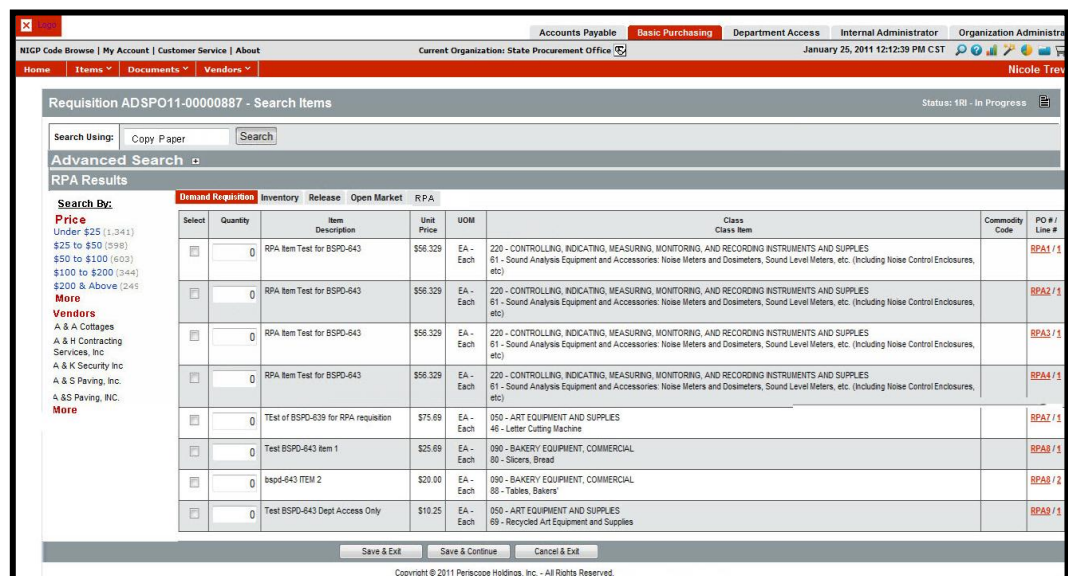 Logo
Accounts Payable Basic Purchasing Department Access Internal Administrator Organization Administra
NIGP Code Browse | My Account | Customer Service | About Current Organization: State Procurement Office January 25, 2011 12:12:39 PM CST
Home Items Documents Vendors Nicole Trev
Requisition ADSPO11-00000887 - Search Items Status: 1RI - In Progress
Search Using: Copy Paper Search
Advanced Search
RPA Results
Search By:
Price
Under $25 (1,341)
$25 to $50 (598)
$50 to $100 (603)
$100 to $200 (344)
$200 & Above (249
More
Vendors
A & A Cottages
A & H Contracting
Services, Inc
A & K Security Inc
A & S Paving, Inc.
A &S Paving, INC.
More
Demand Requisition Inventory Release Open Market RPA
Select Quantity Item Description Unit Price UOM Class Class Item Commodity Code PO # / Line #
0 RPA Item Test for BSPD-643 $56.329 EA - Each 220 - CONTROLLING, INDICATING, MEASURING, MONITORING, AND RECORDING INSTRUMENTS AND SUPPLIES RPA1 / 1
61 - Sound Analysis Equipment and Accessories: Noise Meters and Dosimeters, Sound Level Meters, etc. (Including Noise Control Enclosures,
etc)
0 RPA Item Test for BSPD-643 $56.329 EA - Each 220 - CONTROLLING, INDICATING, MEASURING, MONITORING, AND RECORDING INSTRUMENTS AND SUPPLIES RPA2 / 1
61 - Sound Analysis Equipment and Accessories: Noise Meters and Dosimeters, Sound Level Meters, etc. (Including Noise Control Enclosures,
etc)
0 RPA Item Test for BSPD-643 $56.329 EA - Each 220 - CONTROLLING, INDICATING, MEASURING, MONITORING, AND RECORDING INSTRUMENTS AND SUPPLIES RPA3 / 1
61 - Sound Analysis Equipment and Accessories: Noise Meters and Dosimeters, Sound Level Meters, etc. (Including Noise Control Enclosures,
etc)
0 RPA Item Test for BSPD-643 $56.329 EA - Each 220 - CONTROLLING, INDICATING, MEASURING, MONITORING, AND RECORDING INSTRUMENTS AND SUPPLIES RPA4 / 1
61 - Sound Analysis Equipment and Accessories: Noise Meters and Dosimeters, Sound Level Meters, etc. (Including Noise Control Enclosures,
etc)
0 TEst of BSPD-639 for RPA requisition $75.69 EA - Each 050 - ART EQUIPMENT AND SUPPLIES RPA7 / 1
46 - Letter Cutting Machine
0 Test BSPD-643 item 1 $25.69 EA - Each 090 - BAKERY EQUIPMENT, COMMERCIAL RPA8 / 1
80 - Slicers, Bread
0 bspd-643 ITEM 2 $20.00 EA - Each 090 - BAKERY EQUIPMENT, COMMERCIAL RPA8 / 2
88 - Tables, Bakers'
0 Test BSPD-643 Dept Access Only $10.25 EA - Each 050 - ART EQUIPMENT AND SUPPLIES RPA9 / 1
69 - Recycled Art Equipment and Supplies
Save & Exit Save & Continue Cancel & Exit
Copyright © 2011 Periscope Holdings, Inc. - All Rights Reserved.